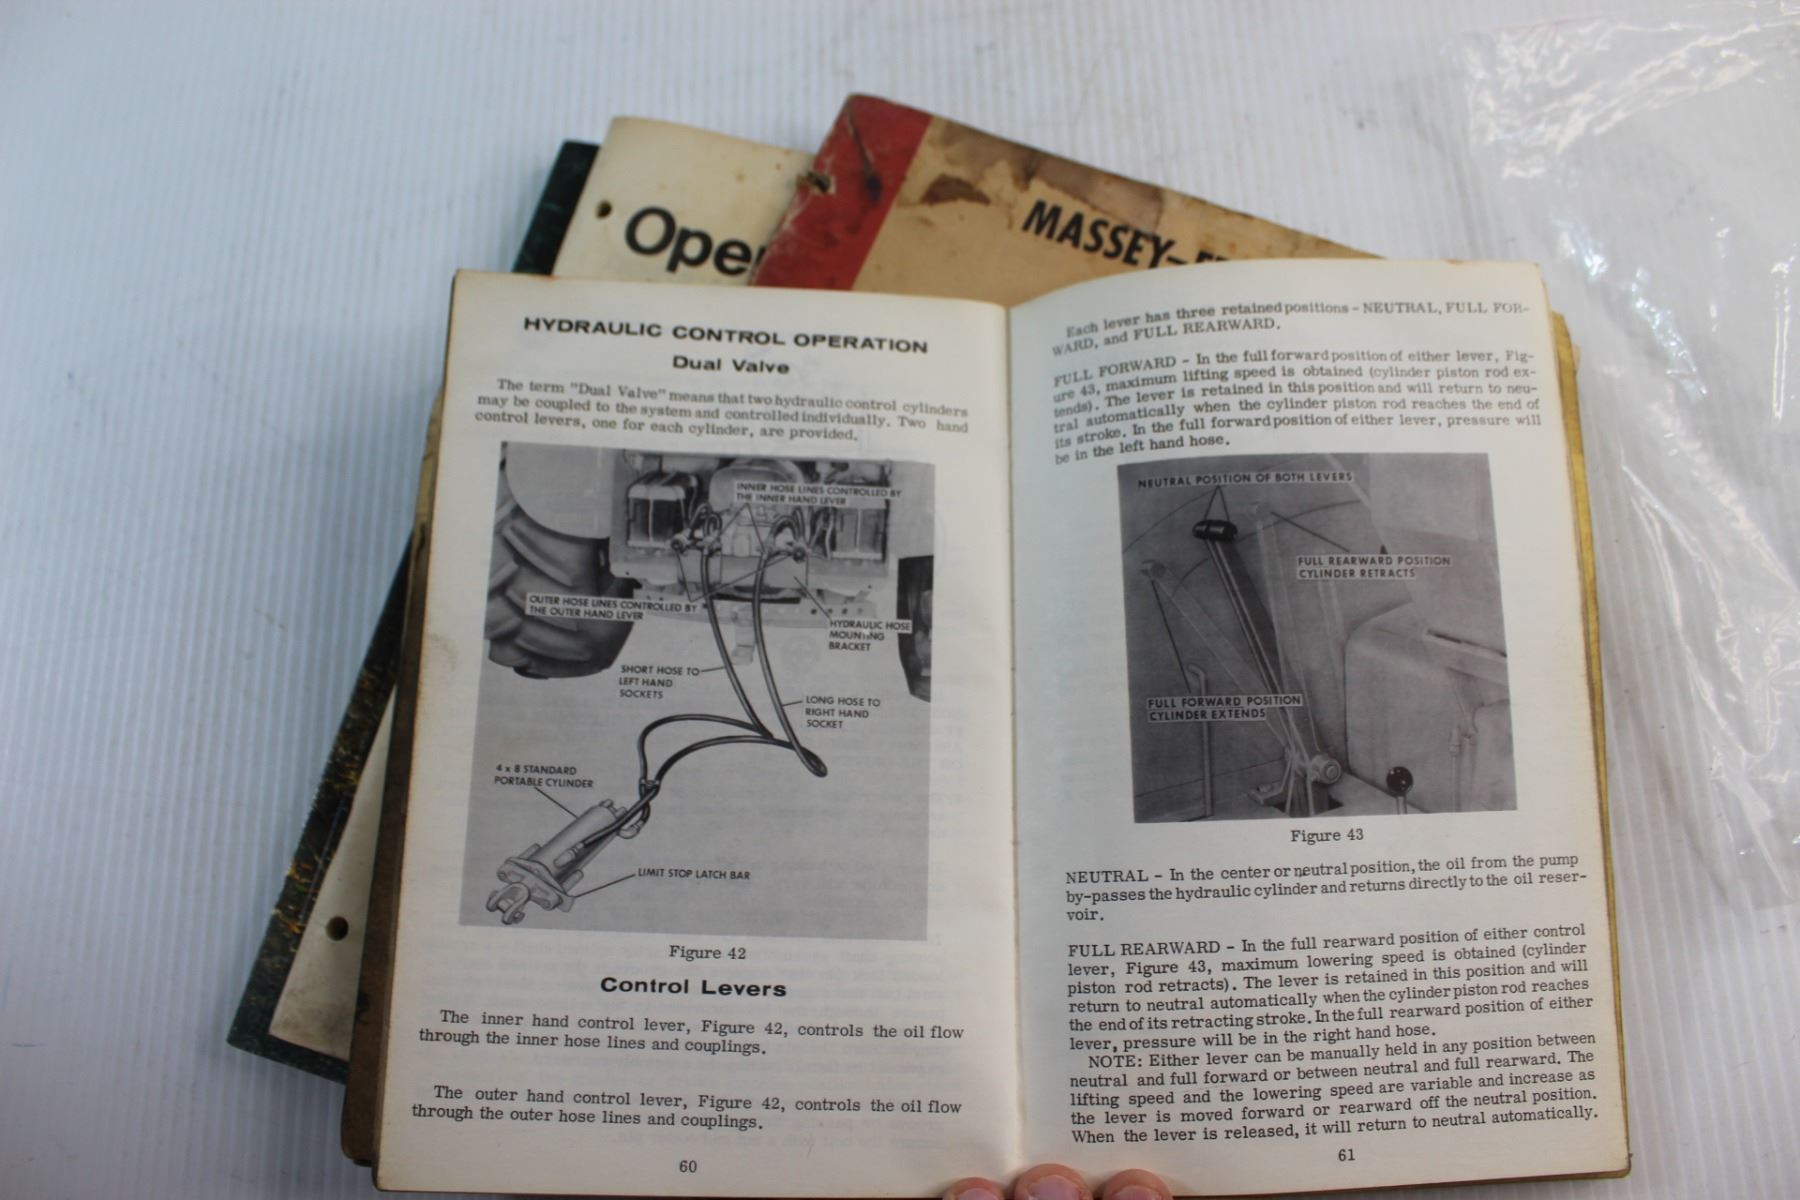 Oper
MASSEY-
HYDRAULIC CONTROL OPERATION
Dual Valve
The term "Dual Valve" means that two hydraulic control cylinders
may be coupled to the system and controlled individually. Two hand
control levers, one for each cylinder, are provided.
INNER HOSE LINES CONTROLLED BY
THE INNER HAND LEVER
OUTER HOSE LINES CONTROLLED BY
THE OUTER HAND LEVER
HYDRAULIC HOSE
MOUNTING
BRACKET
SHORT HOSE TO
LEFT HAND
SOCKETS
LONG HOSE TO
RIGHT HAND
SOCKET
4 x 8 STANDARD
PORTABLE CYLINDER
LIMIT STOP LATCH BAR
Figure 42
Control Levers
The inner hand control lever, Figure 42, controls the oil flow
through the inner hose lines and couplings.
The outer hand control lever, Figure 42, controls the oil flow
through the outer hose lines and couplings.
60
Each lever has three retained positions - NEUTRAL, FULL FOR-
WARD, and FULL REARWARD.
FULL FORWARD - In the full forward position of either lever, Fig-
ure 43, maximum lifting speed is obtained (cylinder piston rod ex-
tends). The lever is retained in this position and will return to neu-
tral automatically when the cylinder piston rod reaches the end of
its stroke. In the full forward position of either lever, pressure will
be in the left hand hose.
NEUTRAL POSITION OF BOTH LEVERS
FULL REARWARD POSITION
CYLINDER RETRACTS
FULL FORWARD POSITION
CYLINDER EXTENDS
Figure 43
NEUTRAL - In the center or neutral position, the oil from the pump
by-passes the hydraulic cylinder and returns directly to the oil reser-
voir.
FULL REARWARD - In the full rearward position of either control
lever, Figure 43, maximum lowering speed is obtained (cylinder
piston rod retracts). The lever is retained in this position and will
return to neutral automatically when the cylinder piston rod reaches
the end of its retracting stroke. In the full rearward position of either
lever, pressure will be in the right hand hose.
NOTE: Either lever can be manually held in any position between
neutral and full forward or between neutral and full rearward. The
lifting speed and the lowering speed are variable and increase as
the lever is moved forward or rearward off the neutral position.
When the lever is released, it will return to neutral automatically.
61